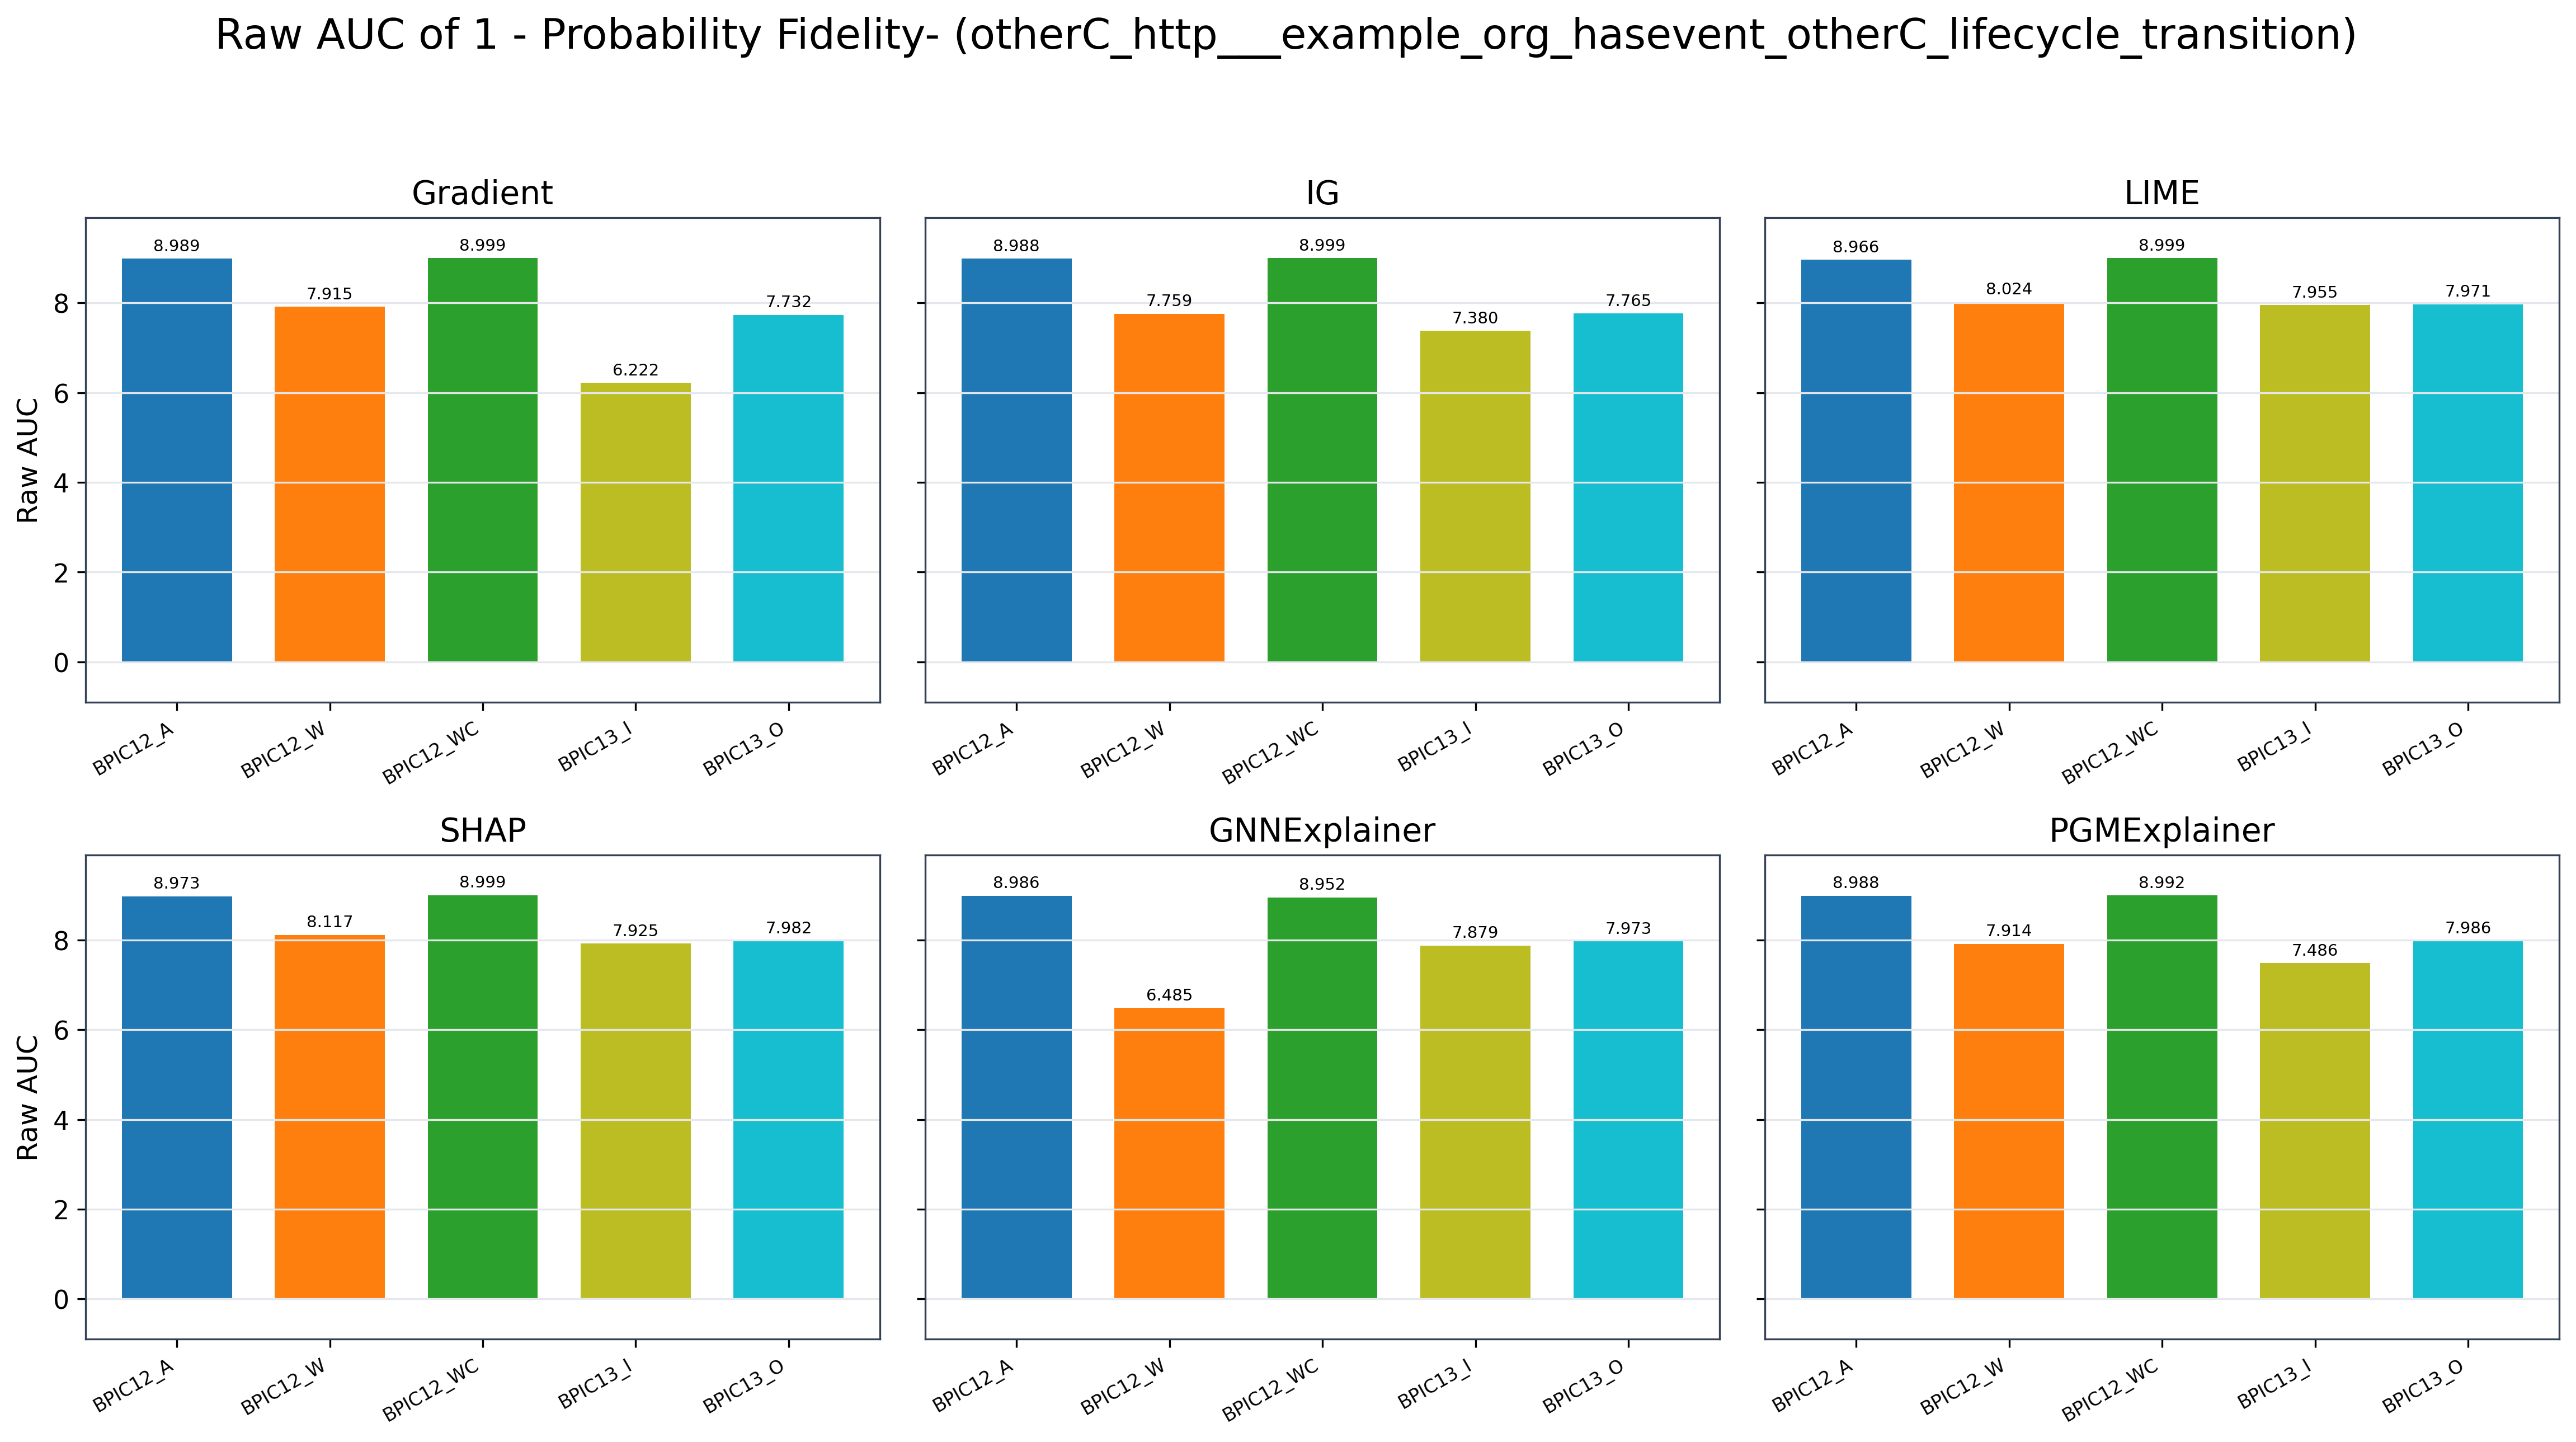 Raw AUC of 1 - Probability Fidelity- (otherC_http___example_org_hasevent_otherC_lifecycle_transition)
Gradient
Raw AUC
8
6
4
2
0
8.989
7.915
8.999
6.222
7.732
BPIC12_A
BPIC12_W
BPIC12_WC
BPIC13_I
BPIC13_O
IG
8.988
7.759
8.999
7.380
7.765
BPIC12_A
BPIC12_W
BPIC12_WC
BPIC13_I
BPIC13_O
LIME
8.966
8.024
8.999
7.955
7.971
BPIC12_A
BPIC12_W
BPIC12_WC
BPIC13_I
BPIC13_O
SHAP
Raw AUC
8
6
4
2
0
8.973
8.117
8.999
7.925
7.982
BPIC12_A
BPIC12_W
BPIC12_WC
BPIC13_I
BPIC13_O
GNNExplainer
8.986
6.485
8.952
7.879
7.973
BPIC12_A
BPIC12_W
BPIC12_WC
BPIC13_I
BPIC13_O
PGMExplainer
8.988
7.914
8.992
7.486
7.986
BPIC12_A
BPIC12_W
BPIC12_WC
BPIC13_I
BPIC13_O